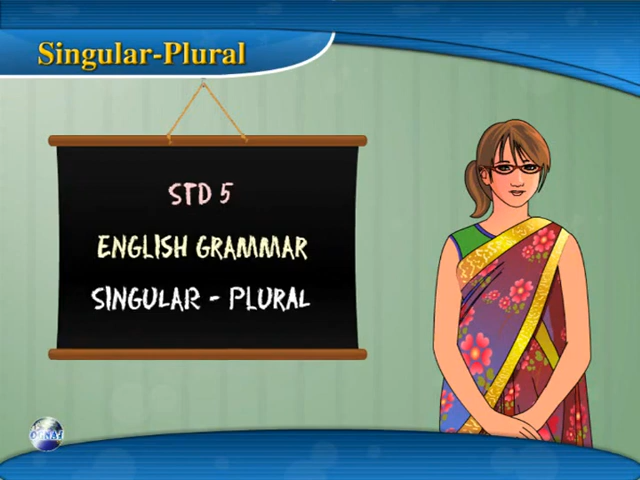 Singular-Plural
STD 5
ENGLISH GRAMMAR
SINGULAR - PLURAL